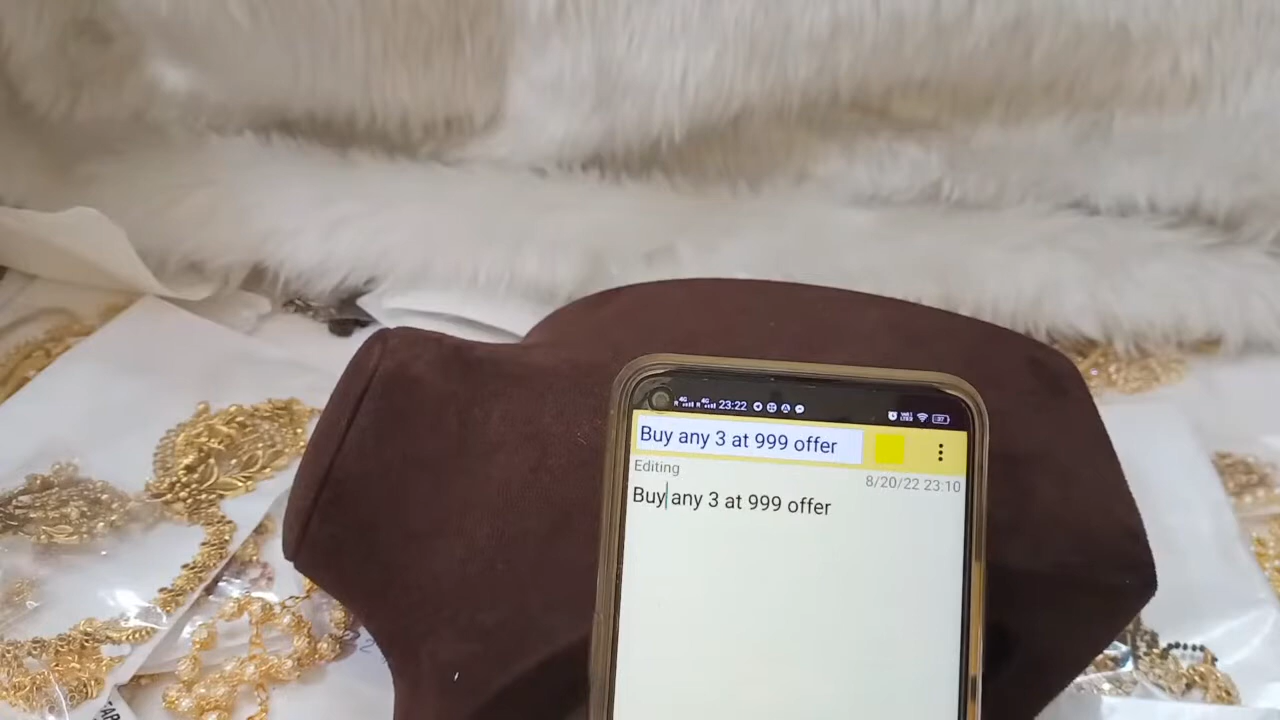 23:22
Buy any 3 at 999 offer
Editing
8/20/22 23:10
Buy any 3 at 999 offer